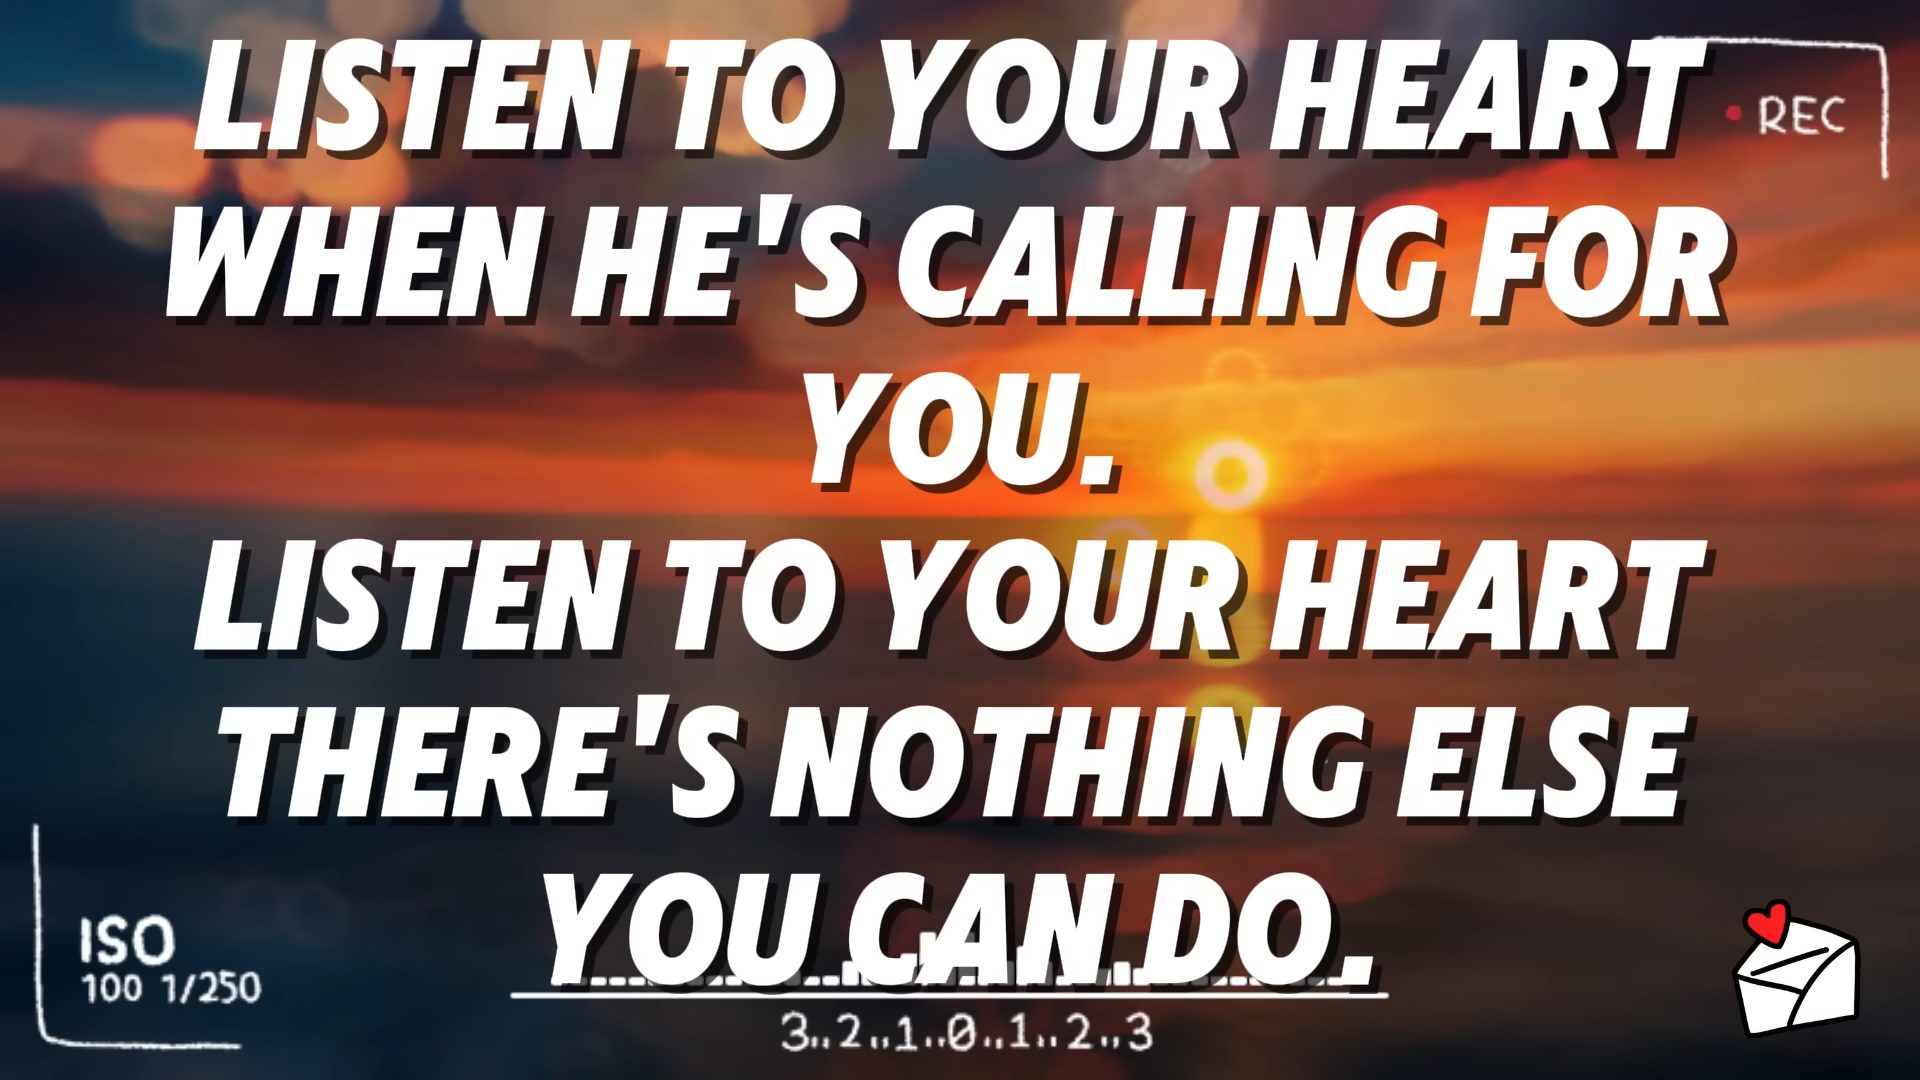 LISTEN TO YOUR HEART
• REC
WHEN HE'S CALLING FOR
YOU.
LISTEN TO YOUR HEART
THERE'S NOTHING ELSE
YOU CAN DO.
ISO
100 1/250
3..2..1..0..1..2..3